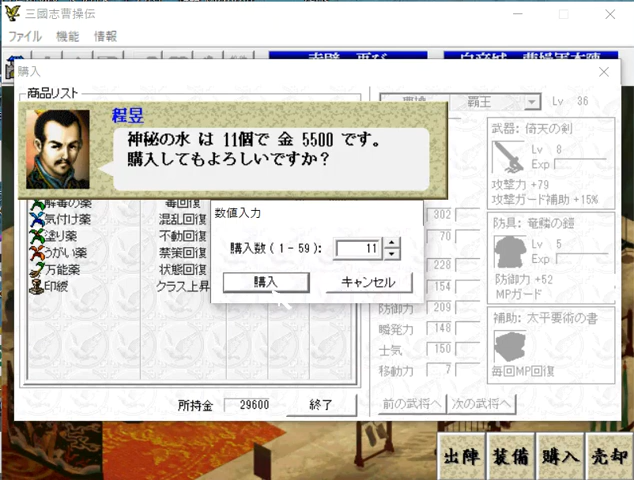 三國志曹操伝
ファイル 機能 情報
購入
商品リスト
覇王 Lv 36
程昱
神秘の水 は 11個で 金 5500 です。
購入してもよろしいですか？
武器: 倚天の剣
Lv 8
Exp
攻撃力 +79
攻撃ガード補助 +15%
解毒の薬 毒回復
気付け薬 混乱回復
塗り薬 不動回復
うがい薬 禁策回復
万能薬 状態回復
印綬 クラス上昇
数値入力
購入数 (1-59): 11
購入 キャンセル
302
70
228
154
防御力 209
瞬発力 148
士気 150
移動力 7
防具: 竜鱗の鎧
Lv 5
Exp
防御力 +52
MPガード
補助: 太平要術の書
毎回MP回復
所持金 29600 終了
前の武将へ 次の武将へ
出陣 装備 購入 売却